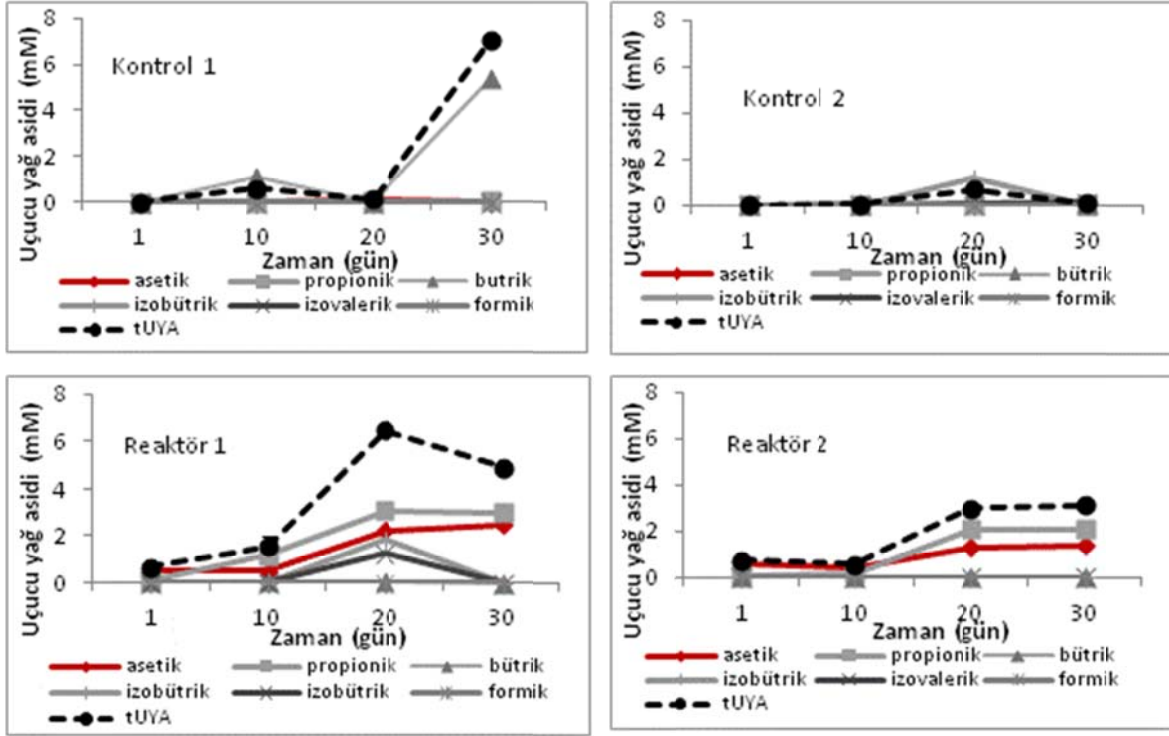 Uçucu yağ asidi (mM)
8
6
4
2
0
Kontrol 1
1 10 20 30
Zaman (gün)
asetik propionik butrik
izobütrik izovalerik formik
tUYA
Uçucu yağ asidi (mM)
8
6
4
2
0
Kontrol 2
1 10 20 30
Zaman (gün)
asetik propionik bütrik
izobütrik izovalerik formik
tUYA
Uçucu yağ asidi (mM)
8
6
4
2
0
Reaktör 1
1 10 20 30
Zaman (gün)
asetik propionik bütrik
izobütrik izobütrik formik
tUYA
Uçucu yağ asidi (mM)
8
6
4
2
0
Reaktör 2
1 10 20 30
Zaman (gün)
asetik propionik bütrik
izobütrik izovalerik formik
tUYA